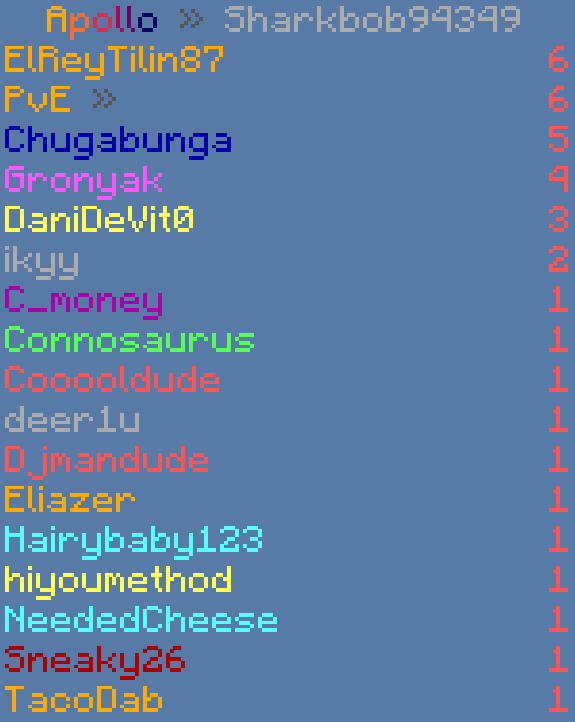 Apollo » Sharkbob94349
ElReyTilin87 6
PvE » 6
Chugabunga 5
Gronyak 4
DaniDeVit0 3
ikyy 2
C_money 1
Connosaurus 1
Cooooldude 1
deer1u 1
Djmandude 1
Eliazer 1
Hairybaby123 1
hiyoumethod 1
NeededCheese 1
Sneaky26 1
TacoDab 1